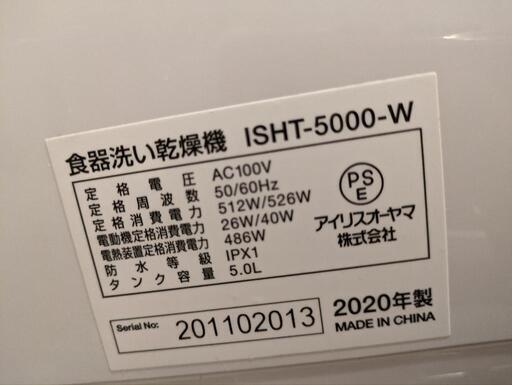 食器洗い乾燥機 ISHT-5000-W
定格電圧 AC100V
定格周波数 50/60Hz
定格消費電力 512W/526W
電動機定格消費電力 26W/40W
電熱装置定格消費電力 486W
防水等級 IPX1
タンク容量 5.0L
PS
E
アイリスオーヤマ
株式会社
Serial No: 201102013
2020年製
MADE IN CHINA